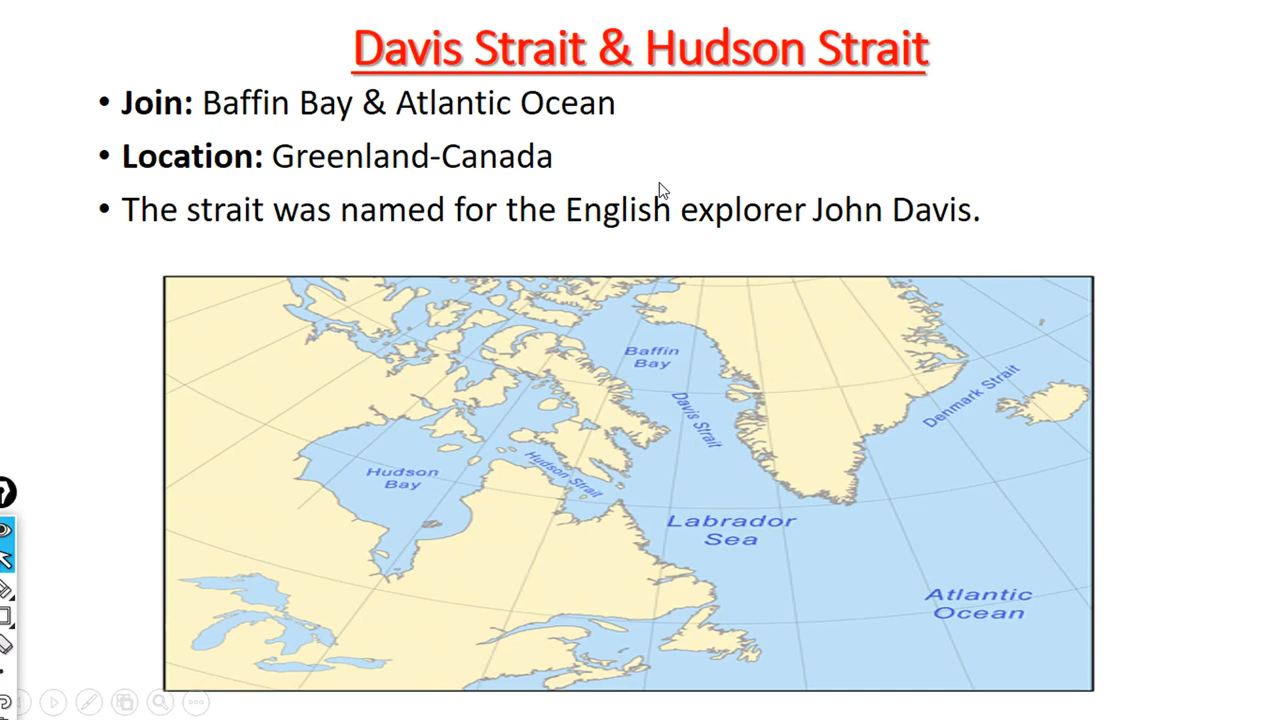 Davis Strait & Hudson Strait
• Join: Baffin Bay & Atlantic Ocean
• Location: Greenland-Canada
• The strait was named for the English explorer John Davis.
Baffin
Bay
Davis Strait
Denmark Strait
Hudson
Bay
Hudson Strait
Labrador
Sea
Atlantic
Ocean